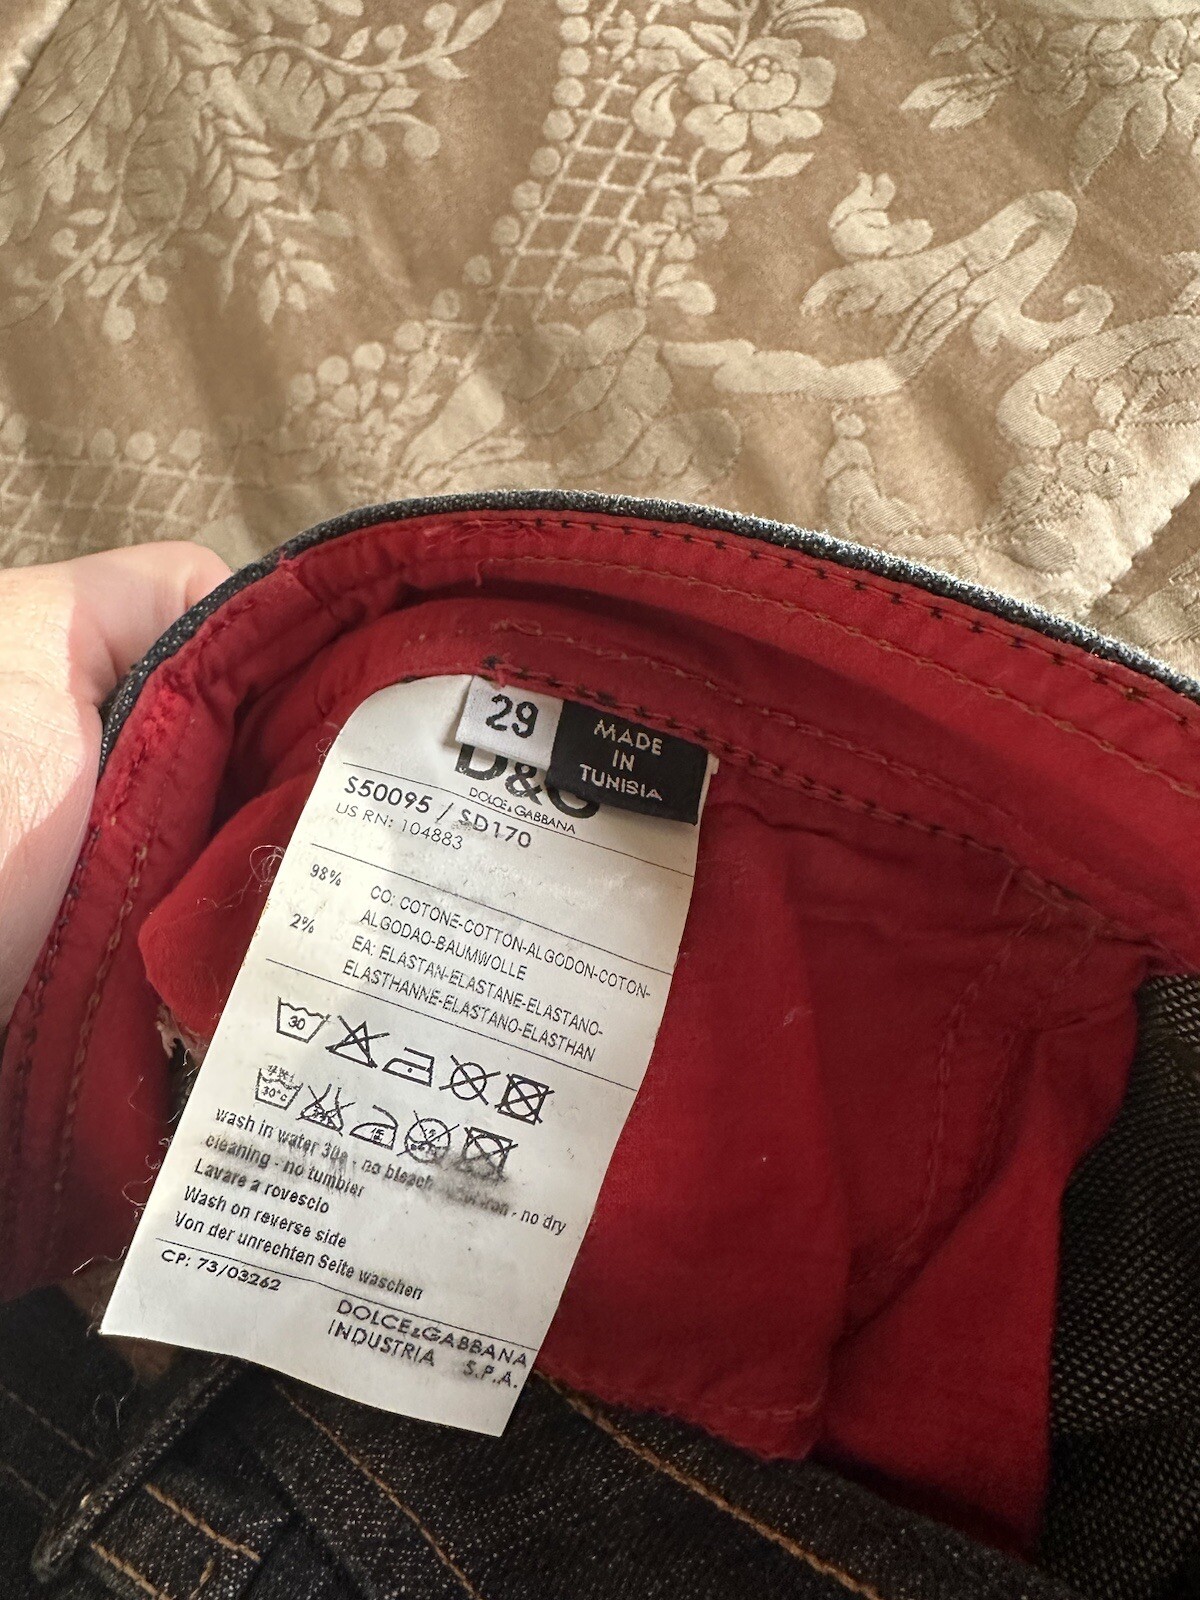 29
MADE
IN
TUNISIA
D&G
DOLCE & GABBANA
S50095 / SD170
US RN: 104883
98% CO: COTONE-COTTON-ALGODON-COTON-
ALGODAO-BAUMWOLLE
2% EA: ELASTAN-ELASTANE-ELASTANO-
ELASTHANNE-ELASTANO-ELASTHAN
30
30°c
wash in water 30° - no bleach iron - no dry
cleaning - no tumbler
Lavare a rovescio
Wash on reverse side
Von der unrechten Seite waschen
CP: 73/03262
DOLCE&GABBANA
INDUSTRIA S.P.A.